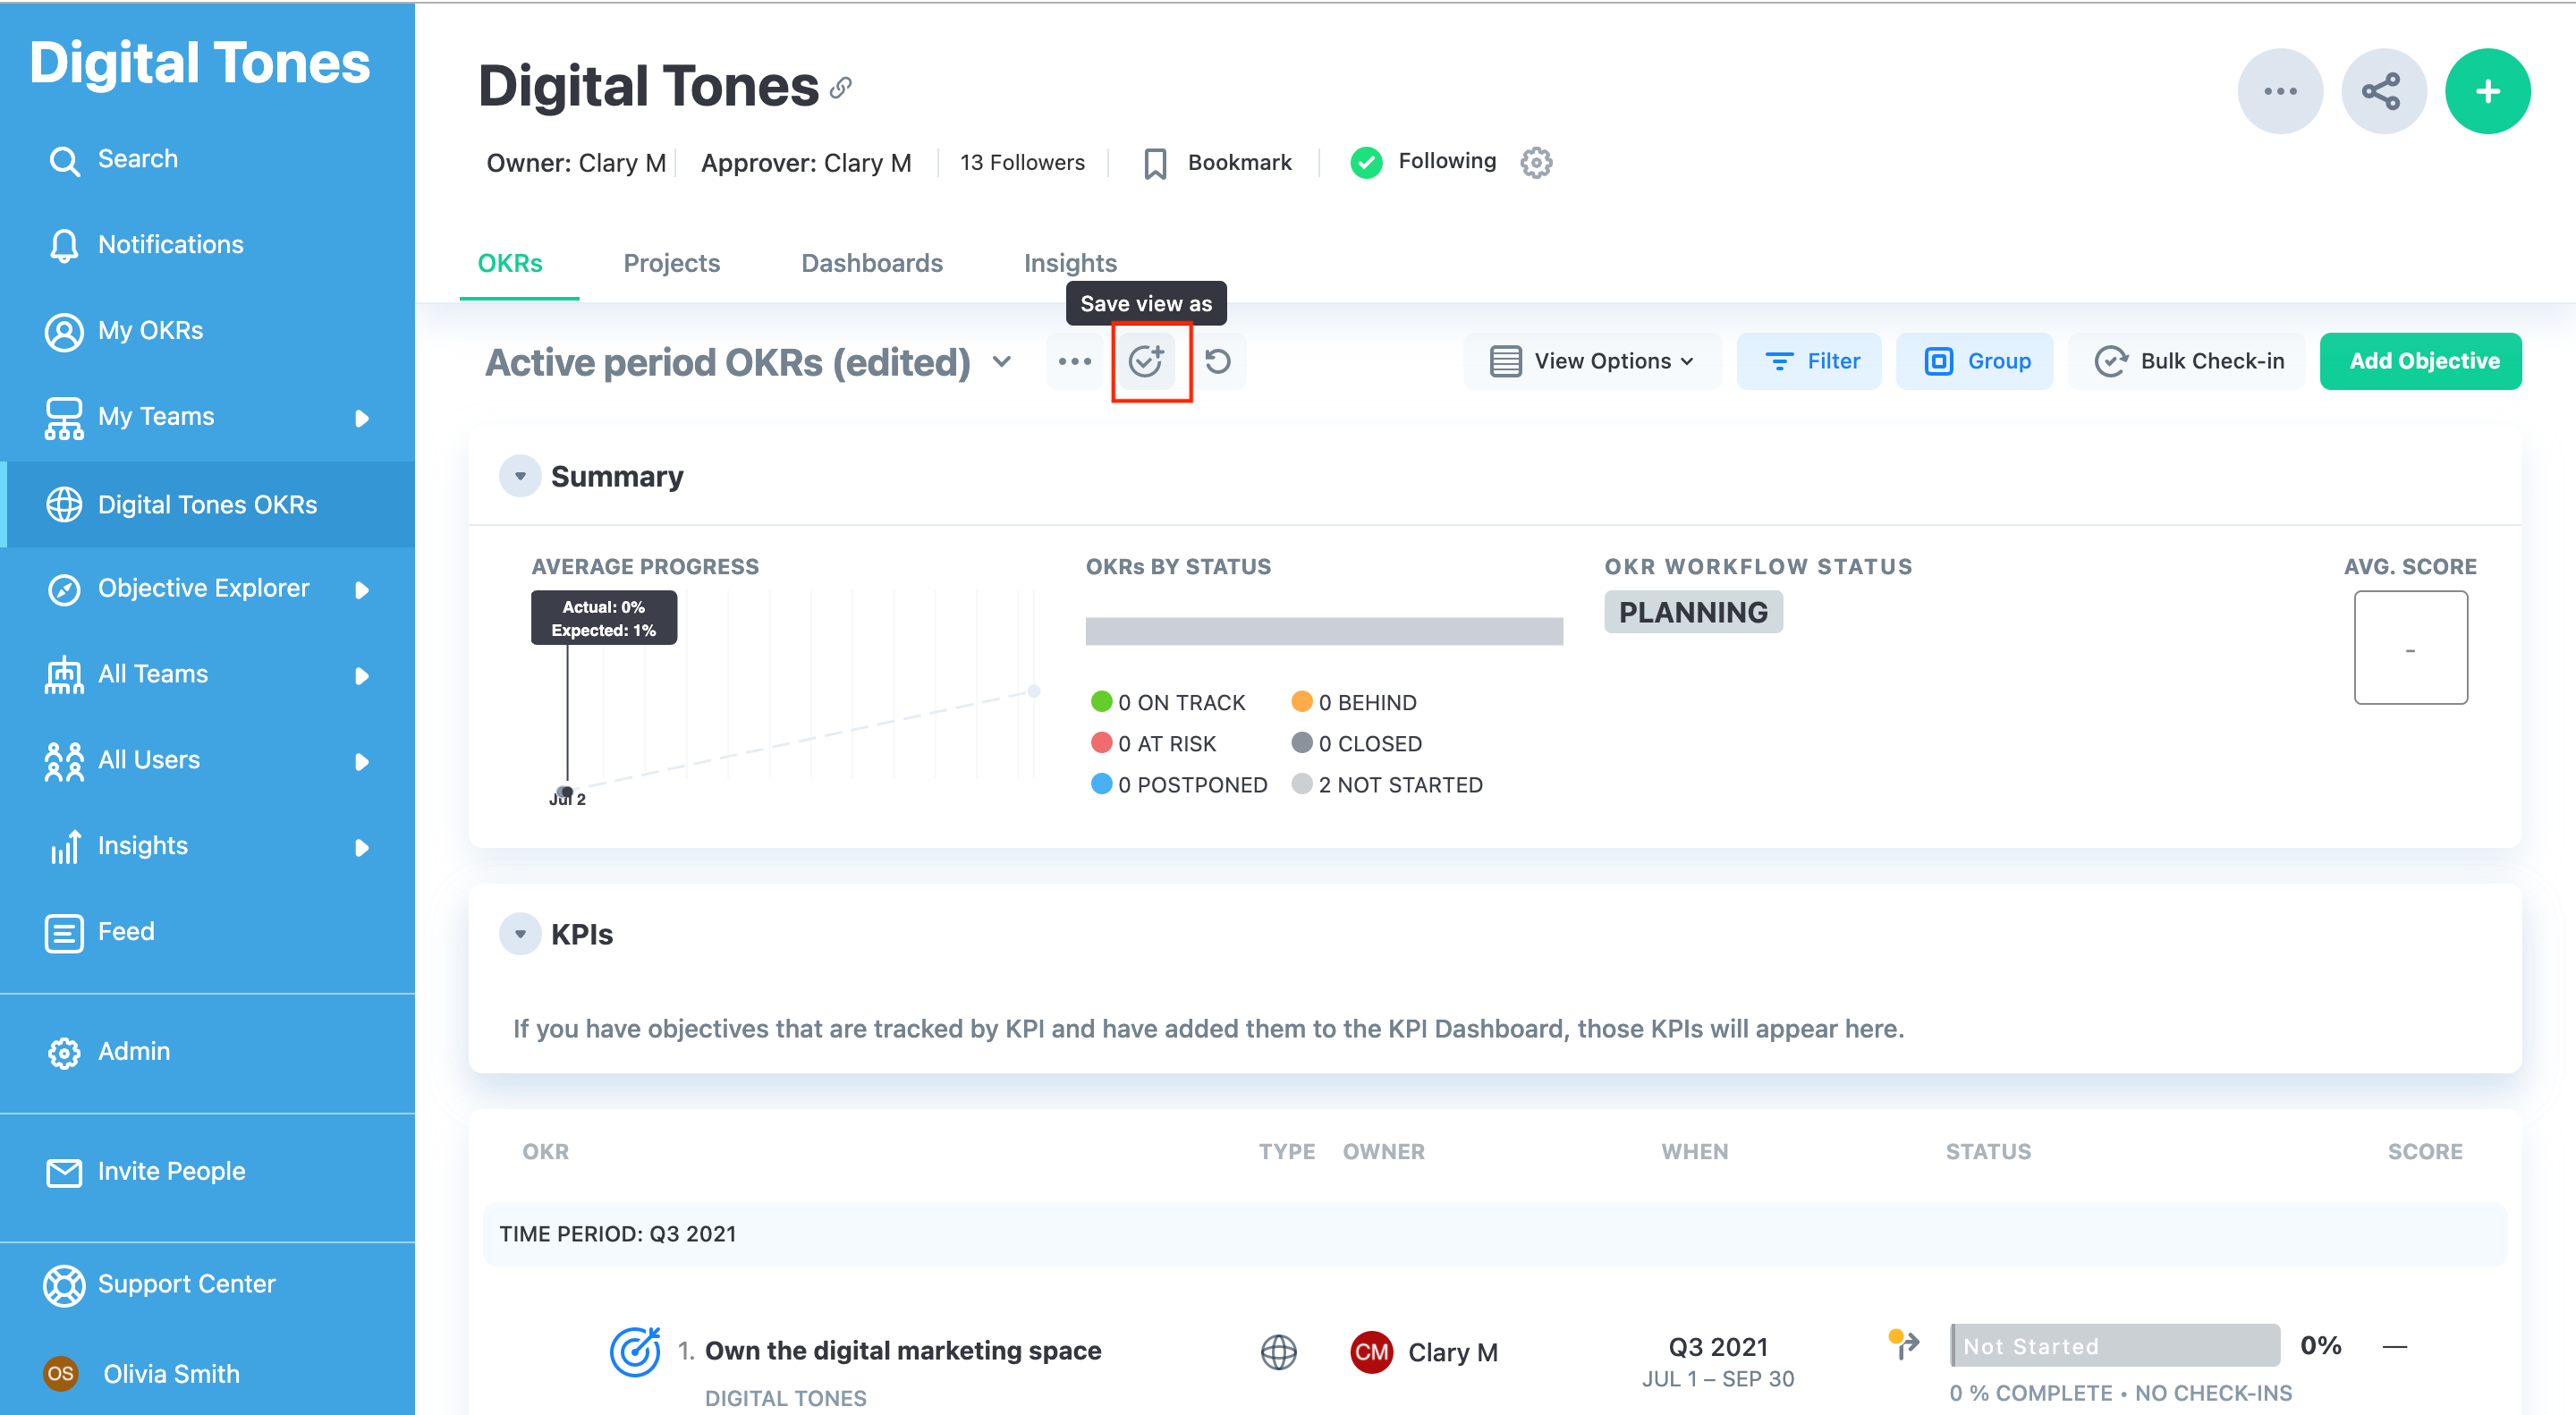 Digital Tones
Search
Notifications
My OKRs
My Teams
Digital Tones OKRs
Objective Explorer
All Teams
All Users
Insights
Feed
Admin
Invite People
Support Center
OS Olivia Smith
Digital Tones
Owner: Clary M Approver: Clary M 13 Followers Bookmark Following
OKRs Projects Dashboards Insights
Save view as
Active period OKRs (edited) View Options Filter Group Bulk Check-in Add Objective
Summary
AVERAGE PROGRESS OKRs BY STATUS OKR WORKFLOW STATUS AVG. SCORE
Actual: 0%
Expected: 1%
Jul 2
0 ON TRACK 0 BEHIND
0 AT RISK 0 CLOSED
0 POSTPONED 2 NOT STARTED
PLANNING
-
KPIs
If you have objectives that are tracked by KPI and have added them to the KPI Dashboard, those KPIs will appear here.
OKR TYPE OWNER WHEN STATUS SCORE
TIME PERIOD: Q3 2021
1. Own the digital marketing space CM Clary M Q3 2021 Not Started 0% —
DIGITAL TONES JUL 1 – SEP 30 0 % COMPLETE • NO CHECK-INS